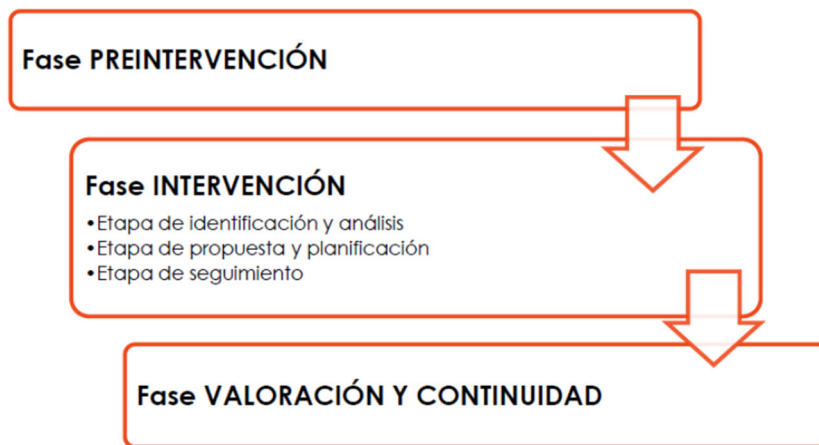 Fase PREINTERVENCIÓN
Fase INTERVENCIÓN
•Etapa de identificación y análisis
•Etapa de propuesta y planificación
•Etapa de seguimiento
Fase VALORACIÓN Y CONTINUIDAD